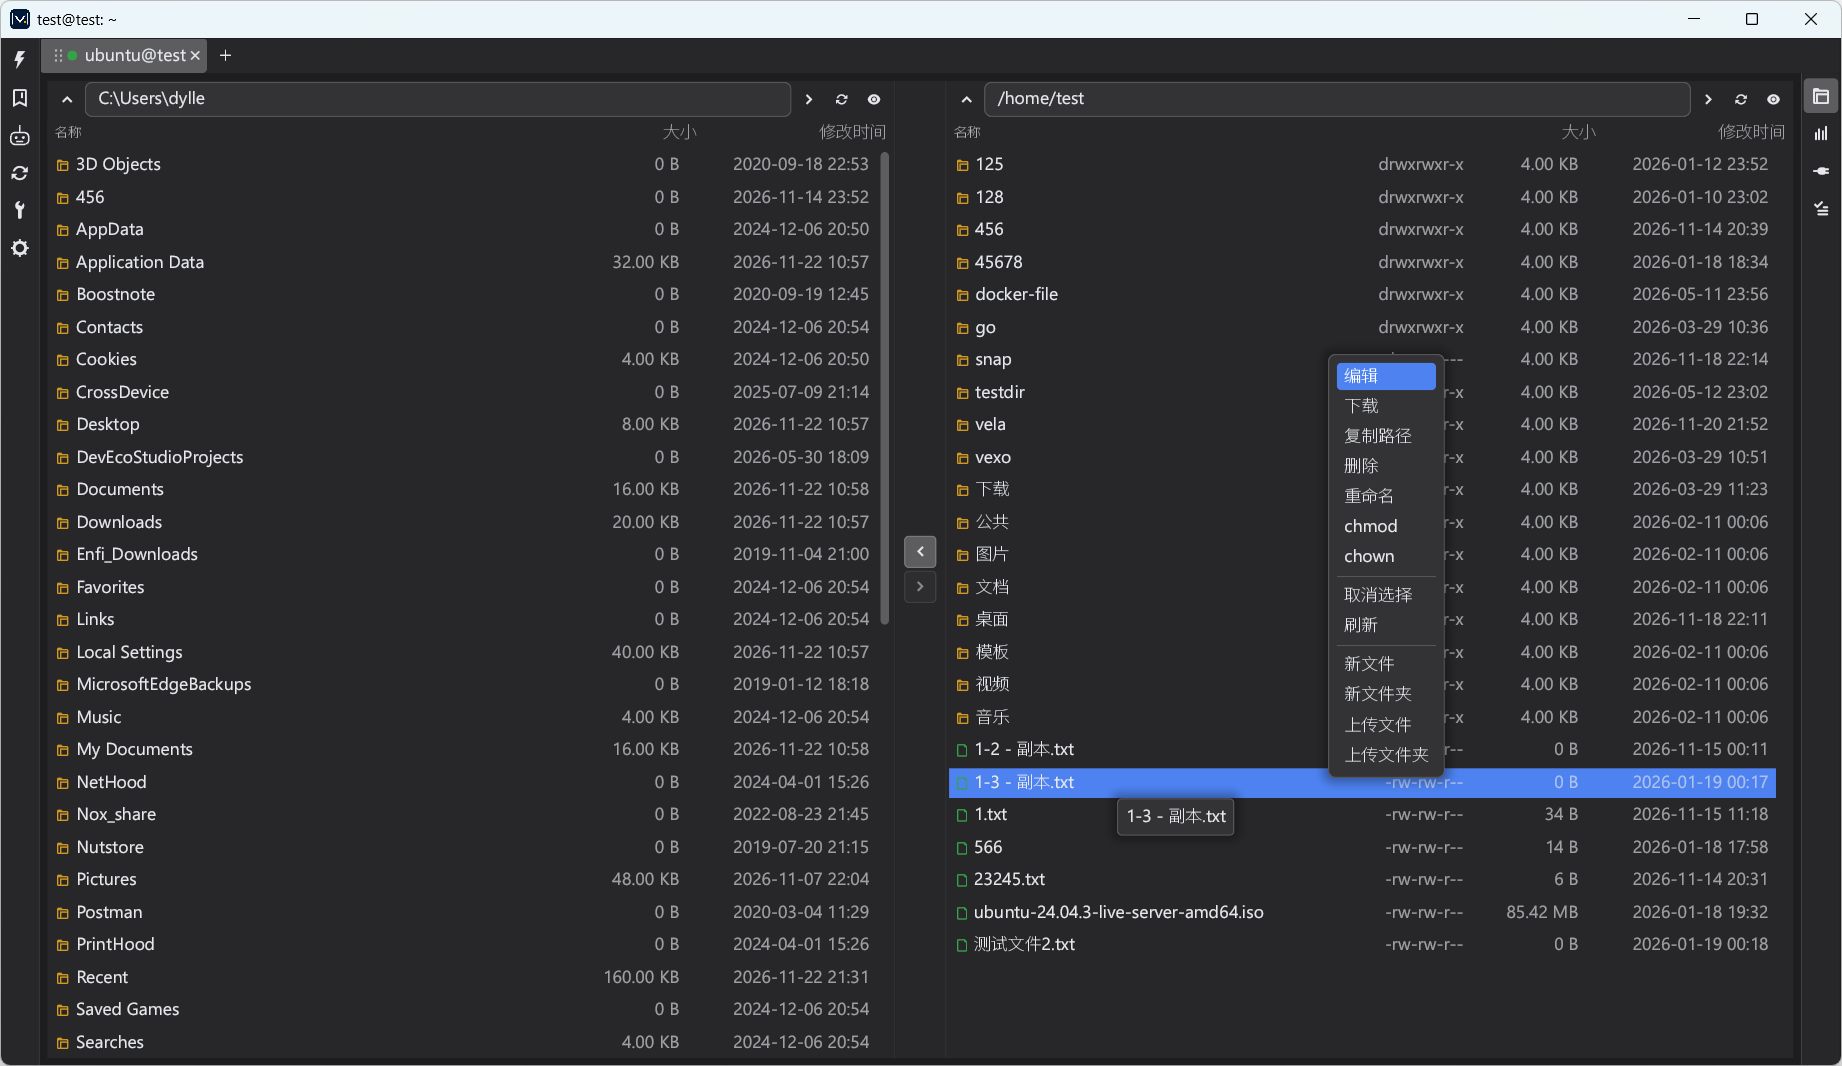 test@test: ~
ubuntu@test
C:\Users\dylle
名称 大小 修改时间
3D Objects 0 B 2020-09-18 22:53
456 0 B 2026-11-14 23:52
AppData 0 B 2024-12-06 20:50
Application Data 32.00 KB 2026-11-22 10:57
Boostnote 0 B 2020-09-19 12:45
Contacts 0 B 2024-12-06 20:54
Cookies 4.00 KB 2024-12-06 20:50
CrossDevice 0 B 2025-07-09 21:14
Desktop 8.00 KB 2026-11-22 10:57
DevEcoStudioProjects 0 B 2026-05-30 18:09
Documents 16.00 KB 2026-11-22 10:58
Downloads 20.00 KB 2026-11-22 10:57
Enfi_Downloads 0 B 2019-11-04 21:00
Favorites 0 B 2024-12-06 20:54
Links 0 B 2024-12-06 20:54
Local Settings 40.00 KB 2026-11-22 10:57
MicrosoftEdgeBackups 0 B 2019-01-12 18:18
Music 4.00 KB 2024-12-06 20:54
My Documents 16.00 KB 2026-11-22 10:58
NetHood 0 B 2024-04-01 15:26
Nox_share 0 B 2022-08-23 21:45
Nutstore 0 B 2019-07-20 21:15
Pictures 48.00 KB 2026-11-07 22:04
Postman 0 B 2020-03-04 11:29
PrintHood 0 B 2024-04-01 15:26
Recent 160.00 KB 2026-11-22 21:31
Saved Games 0 B 2024-12-06 20:54
Searches 4.00 KB 2024-12-06 20:54
/home/test
名称 大小 修改时间
125 drwxrwxr-x 4.00 KB 2026-01-12 23:52
128 drwxrwxr-x 4.00 KB 2026-01-10 23:02
456 drwxrwxr-x 4.00 KB 2026-11-14 20:39
45678 drwxrwxr-x 4.00 KB 2026-01-18 18:34
docker-file drwxrwxr-x 4.00 KB 2026-05-11 23:56
go drwxrwxr-x 4.00 KB 2026-03-29 10:36
snap --- 4.00 KB 2026-11-18 22:14
testdir r-x 4.00 KB 2026-05-12 23:02
vela r-x 4.00 KB 2026-11-20 21:52
vexo r-x 4.00 KB 2026-03-29 10:51
下载 r-x 4.00 KB 2026-03-29 11:23
公共 r-x 4.00 KB 2026-02-11 00:06
图片 r-x 4.00 KB 2026-02-11 00:06
文档 r-x 4.00 KB 2026-02-11 00:06
桌面 r-x 4.00 KB 2026-11-18 22:11
模板 r-x 4.00 KB 2026-02-11 00:06
视频 r-x 4.00 KB 2026-02-11 00:06
音乐 r-x 4.00 KB 2026-02-11 00:06
1-2 - 副本.txt r-- 0 B 2026-11-15 00:11
1-3 - 副本.txt -rw-rw-r-- 0 B 2026-01-19 00:17
1.txt -rw-rw-r-- 34 B 2026-11-15 11:18
566 -rw-rw-r-- 14 B 2026-01-18 17:58
23245.txt -rw-rw-r-- 6 B 2026-11-14 20:31
ubuntu-24.04.3-live-server-amd64.iso -rw-rw-r-- 85.42 MB 2026-01-18 19:32
测试文件2.txt -rw-rw-r-- 0 B 2026-01-19 00:18
编辑
下载
复制路径
删除
重命名
chmod
chown
取消选择
刷新
新文件
新文件夹
上传文件
上传文件夹
1-3 - 副本.txt